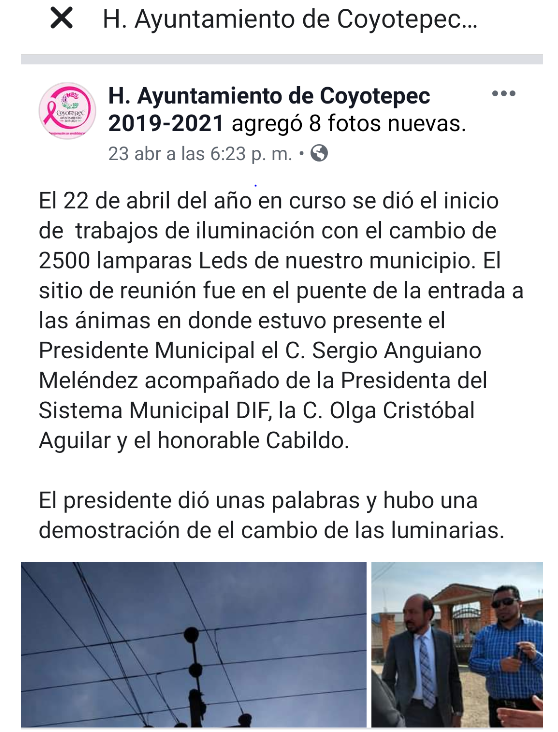 H. Ayuntamiento de Coyotepec...
H. Ayuntamiento de Coyotepec
2019-2021 agregó 8 fotos nuevas.
23 abr a las 6:23 p. m. •
El 22 de abril del año en curso se dió el inicio
de trabajos de iluminación con el cambio de
2500 lamparas Leds de nuestro municipio. El
sitio de reunión fue en el puente de la entrada a
las ánimas en donde estuvo presente el
Presidente Municipal el C. Sergio Anguiano
Meléndez acompañado de la Presidenta del
Sistema Municipal DIF, la C. Olga Cristóbal
Aguilar y el honorable Cabildo.
El presidente dió unas palabras y hubo una
demostración de el cambio de las luminarias.